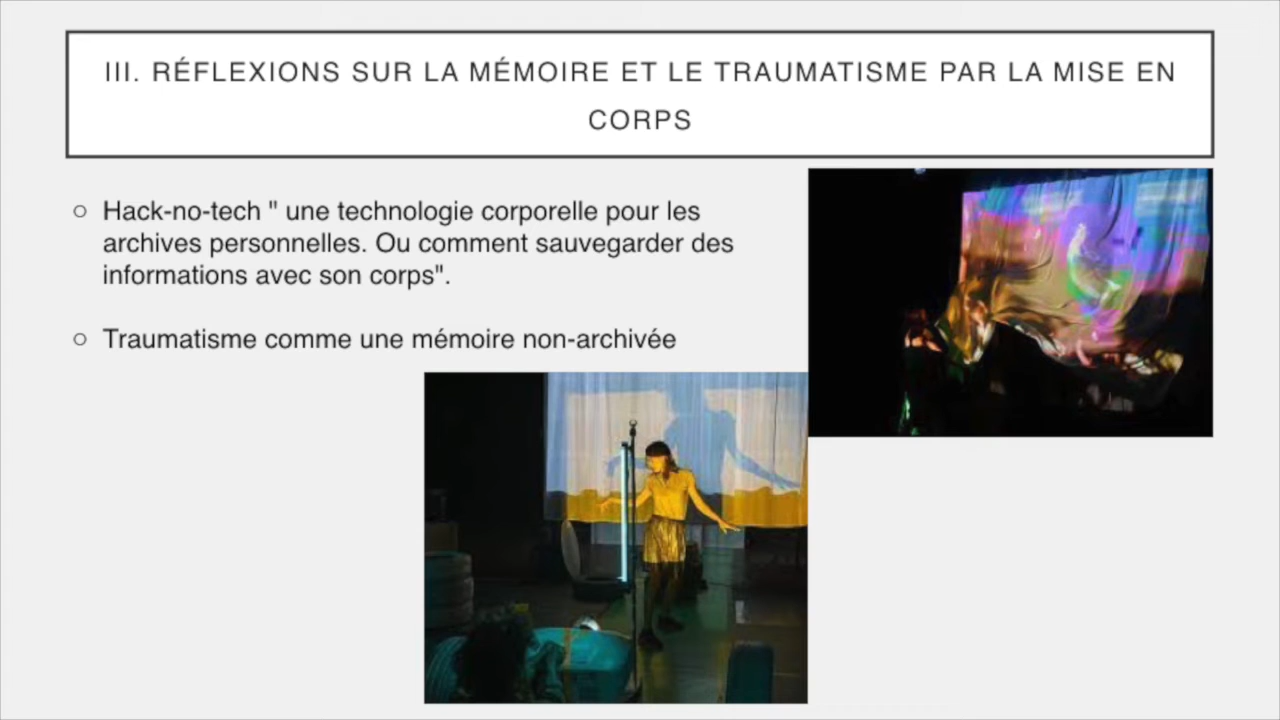 III. RÉFLEXIONS SUR LA MÉMOIRE ET LE TRAUMATISME PAR LA MISE EN
CORPS
Hack-no-tech " une technologie corporelle pour les
archives personnelles. Ou comment sauvegarder des
informations avec son corps".
Traumatisme comme une mémoire non-archivée